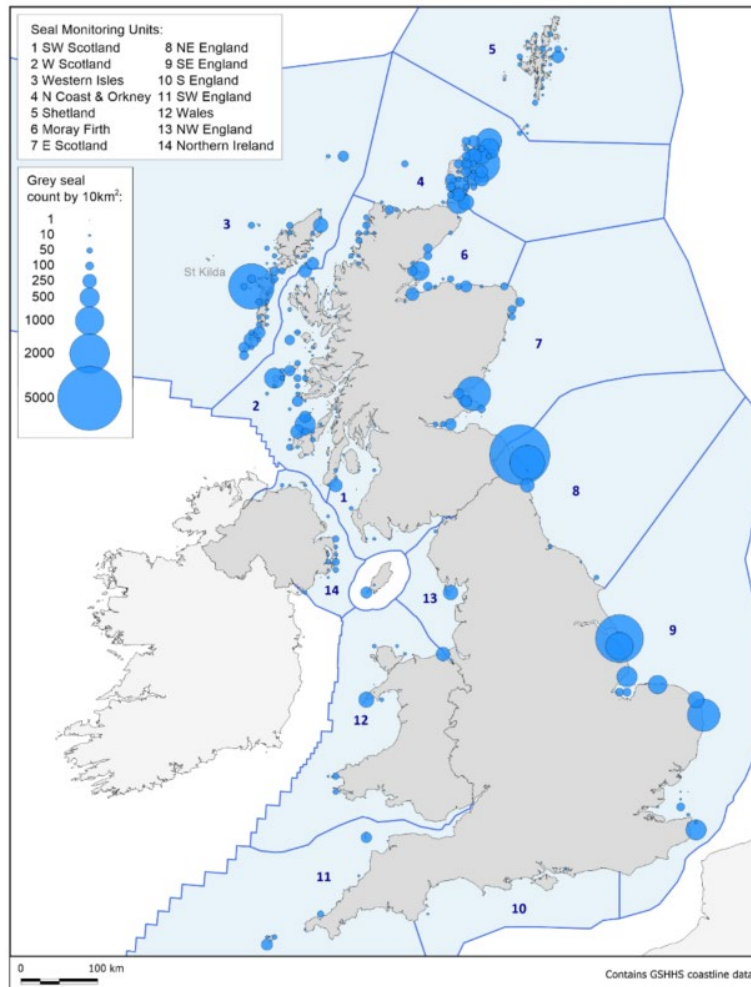 Seal Monitoring Units:
1 SW Scotland
2 W Scotland
3 Western Isles
4 N Coast & Orkney
5 Shetland
6 Moray Firth
7 E Scotland
8 NE England
9 SE England
10 S England
11 SW England
12 Wales
13 NW England
14 Northern Ireland
Grey seal
count by 10km²:
1
10
50
100
250
500
1000
2000
5000
5
4
3
6
St Kilda
7
2
8
1
14
13
9
12
11
10
0
100 km
Contains GSHHS coastline data